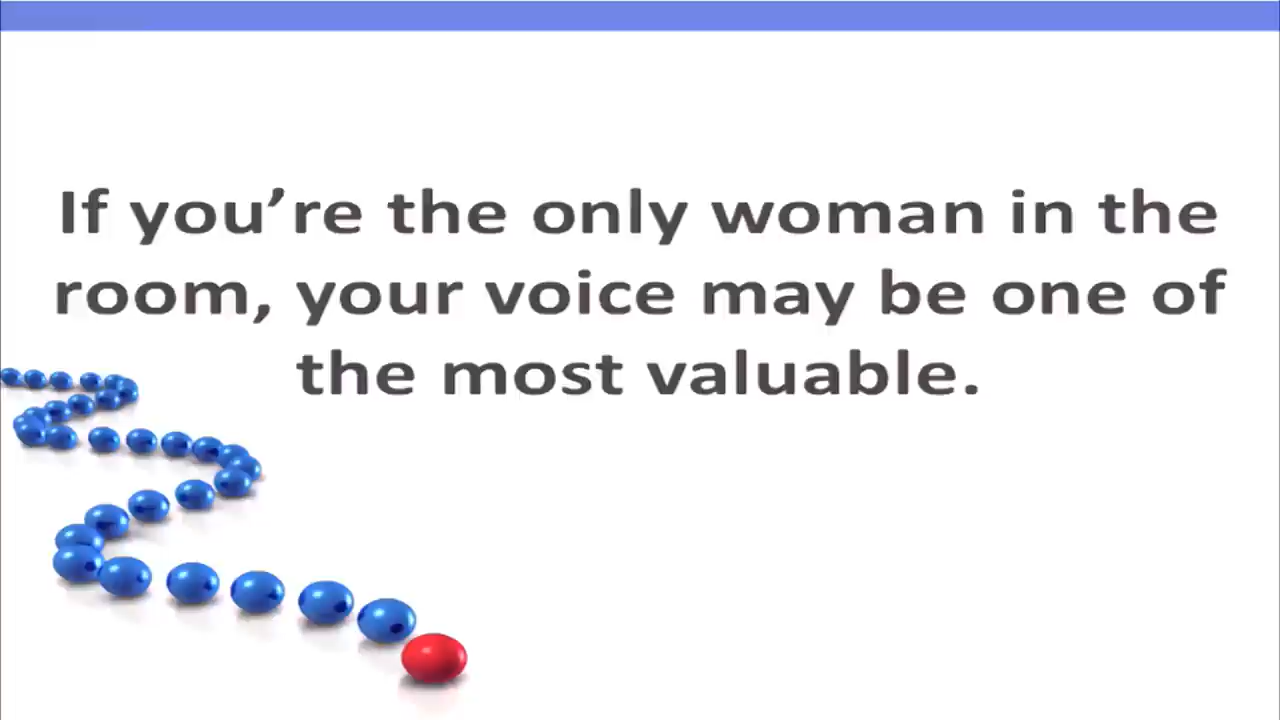 If you’re the only woman in the
room, your voice may be one of
the most valuable.